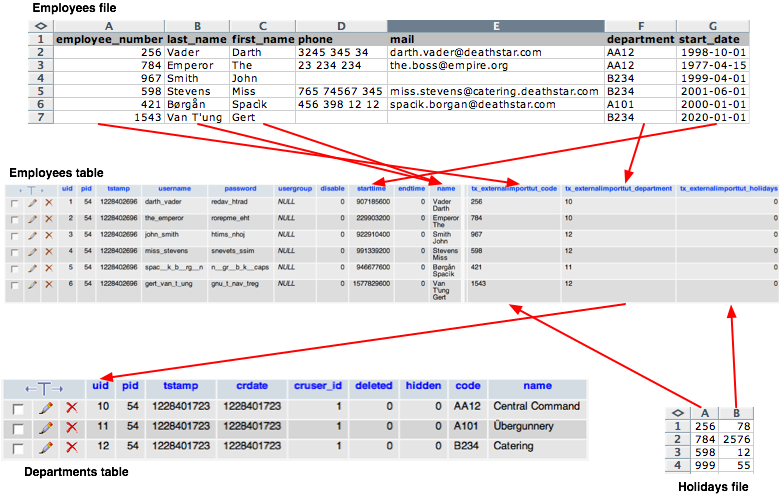 Employees file
A B C D E F G
1 employee_number last_name first_name phone mail department start_date
2 256 Vader Darth 3245 345 34 darth.vader@deathstar.com AA12 1998-10-01
3 784 Emperor The 23 234 234 the.boss@empire.org AA12 1977-04-15
4 967 Smith John B234 1999-04-01
5 598 Stevens Miss 765 74567 345 miss.stevens@catering.deathstar.com B234 2001-06-01
6 421 Børgån Spacìk 456 398 12 12 spacik.borgan@deathstar.com A101 2000-01-01
7 1543 Van T'ung Gert B234 2020-01-01
Employees table
uid pid tstamp username password usergroup disable starttime endtime name tx_externalimporttut_code tx_externalimporttut_department tx_externalimporttut_holidays
1 54 1228402696 darth_vader redav_htrad NULL 0 907185600 0 Vader Darth 256 10 0
2 54 1228402696 the_emperor rorepme_eht NULL 0 229903200 0 Emperor The 784 10 0
3 54 1228402696 john_smith htims_nhoj NULL 0 922910400 0 Smith John 967 12 0
4 54 1228402696 miss_stevens snevets_ssim NULL 0 991339200 0 Stevens Miss 598 12 0
5 54 1228402696 spac__k_b__rg__n n__gr__b_k__caps NULL 0 946677600 0 Børgån Spacìk 421 11 0
6 54 1228402696 gert_van_t_ung gnu_t_nav_treg NULL 0 1577829600 0 Van T'ung Gert 1543 12 0
uid pid tstamp crdate cruser_id deleted hidden code name
10 54 1228401723 1228401723 1 0 0 AA12 Central Command
11 54 1228401723 1228401723 1 0 0 A101 Übergunnery
12 54 1228401723 1228401723 1 0 0 B234 Catering
Departments table
A B
1 256 78
2 784 2576
3 598 12
4 999 55
Holidays file